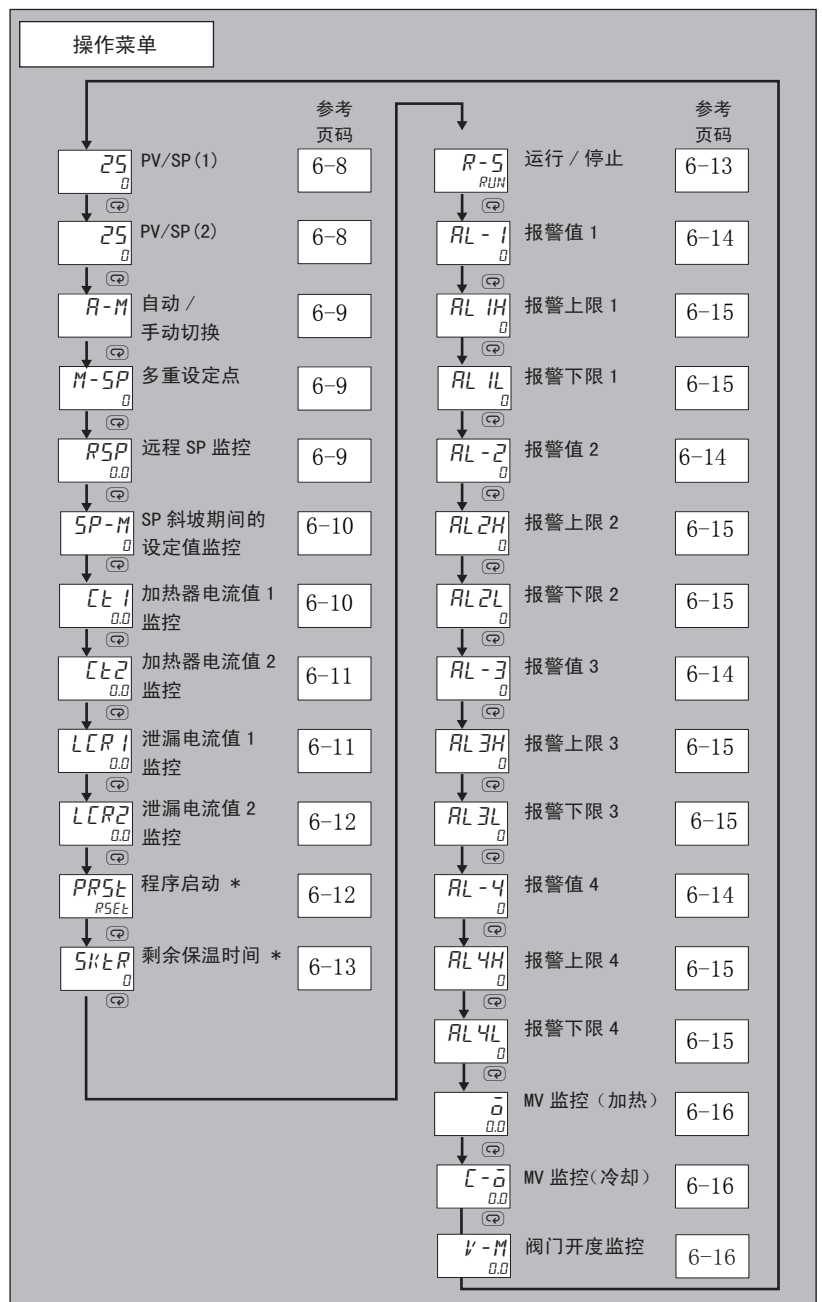 操作菜单
参考
页码
25
0
PV/SP(1)
6-8
25
0
PV/SP(2)
6-8
A-M
自动 /
手动切换
6-9
M-SP
0
多重设定点
6-9
RSP
0.0
远程 SP 监控
6-9
SP-M
0
SP 斜坡期间的
设定值监控
6-10
Ct1
0.0
加热器电流值 1
监控
6-10
Ct2
0.0
加热器电流值 2
监控
6-11
LCR1
0.0
泄漏电流值 1
监控
6-11
LCR2
0.0
泄漏电流值 2
监控
6-12
PRSt
RSEt
程序启动 *
6-12
SKtR
0
剩余保温时间 *
6-13
参考
页码
R-S
RUN
运行 / 停止
6-13
AL-1
0
报警值 1
6-14
AL1H
0
报警上限 1
6-15
AL1L
0
报警下限 1
6-15
AL-2
0
报警值 2
6-14
AL2H
0
报警上限 2
6-15
AL2L
0
报警下限 2
6-15
AL-3
0
报警值 3
6-14
AL3H
0
报警上限 3
6-15
AL3L
0
报警下限 3
6-15
AL-4
0
报警值 4
6-14
AL4H
0
报警上限 4
6-15
AL4L
0
报警下限 4
6-15
ō
0.0
MV 监控（加热）
6-16
C-ō
0.0
MV 监控（冷却）
6-16
V-M
0.0
阀门开度监控
6-16